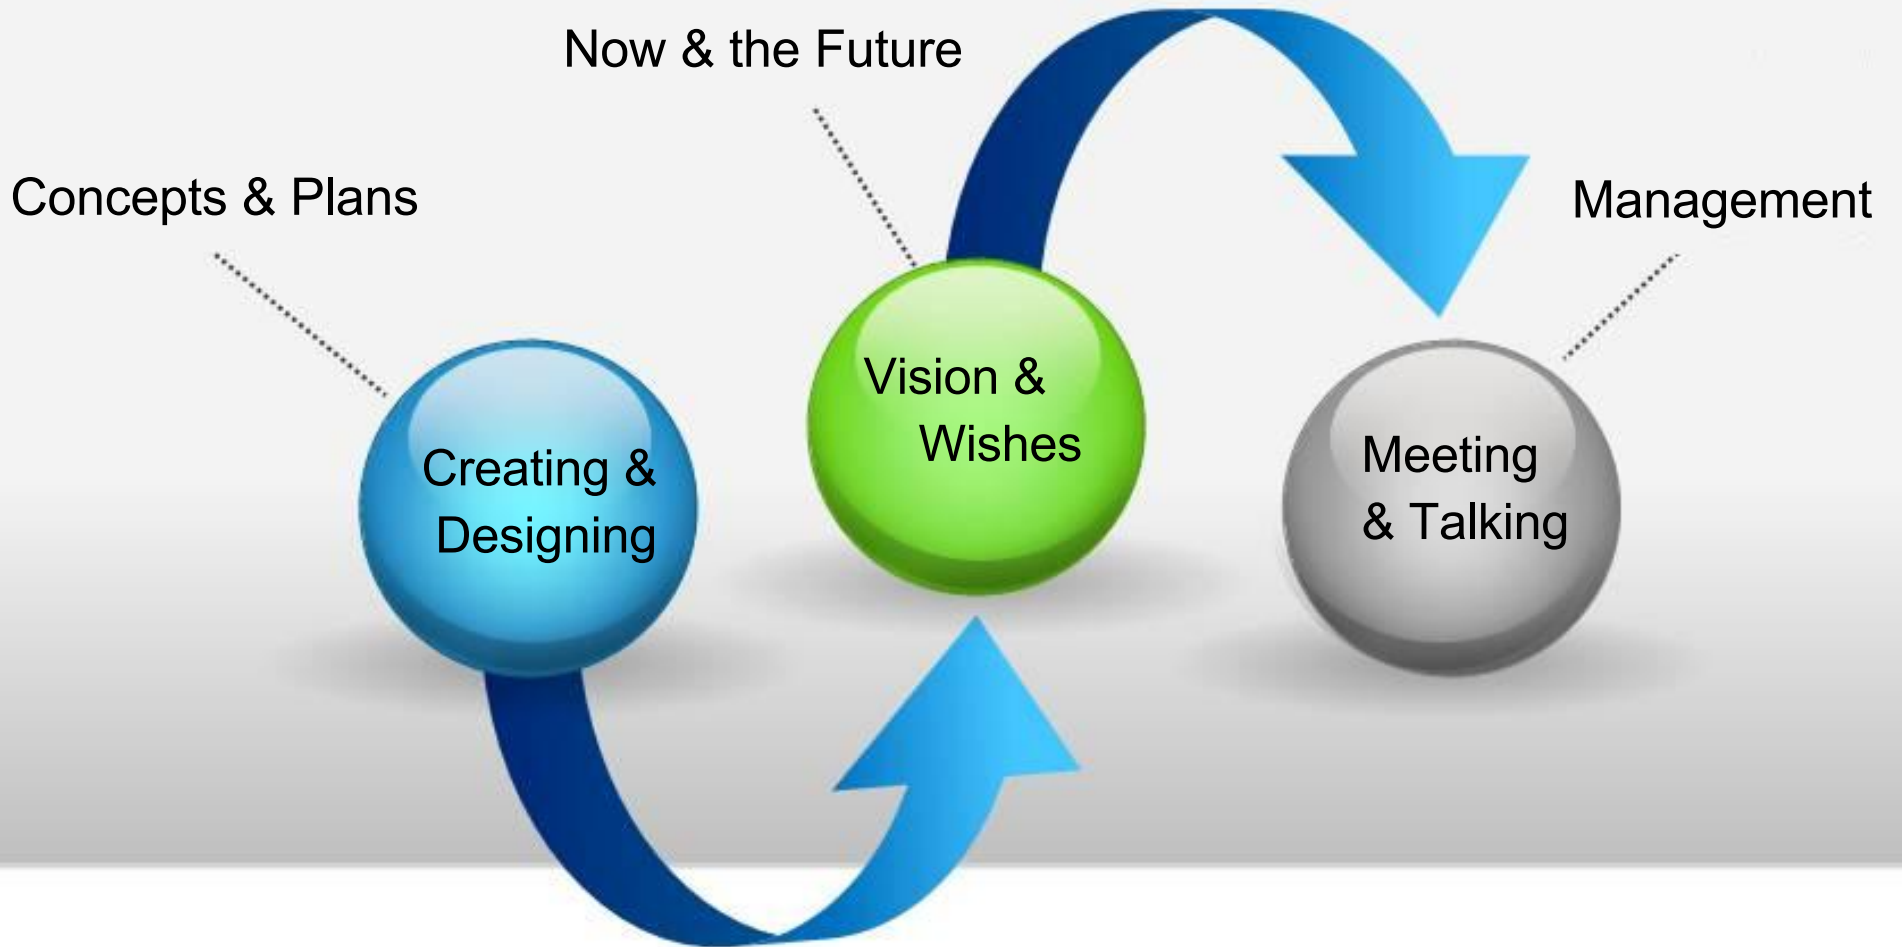 Now & the Future
Concepts & Plans
Management
Creating &
Designing
Vision &
Wishes
Meeting
& Talking